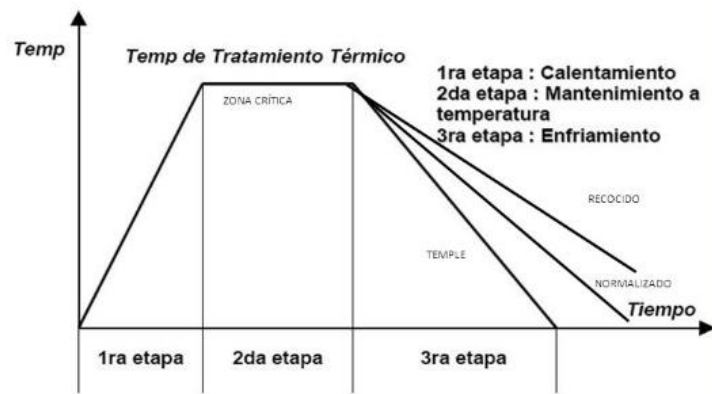 Temp
Temp de Tratamiento Térmico
ZONA CRÍTICA
1ra etapa : Calentamiento
2da etapa : Mantenimiento a
temperatura
3ra etapa : Enfriamiento
RECOCIDO
TEMPLE
NORMALIZADO
Tiempo
1ra etapa
2da etapa
3ra etapa